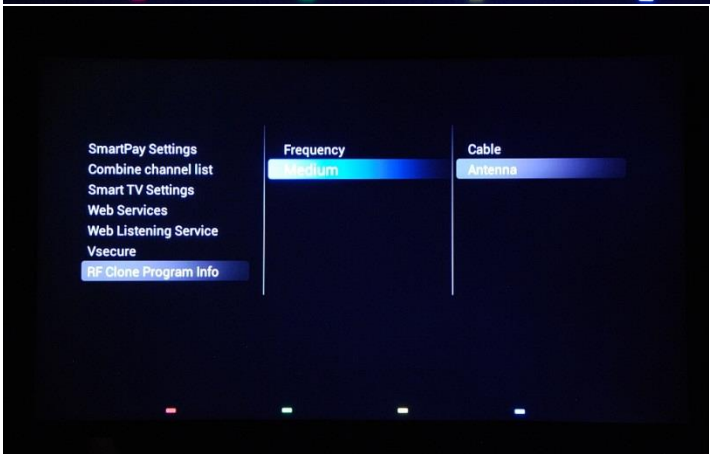 SmartPay Settings
Combine channel list
Smart TV Settings
Web Services
Web Listening Service
Vsecure
RF Clone Program Info
Frequency
Medium
Cable
Antenna